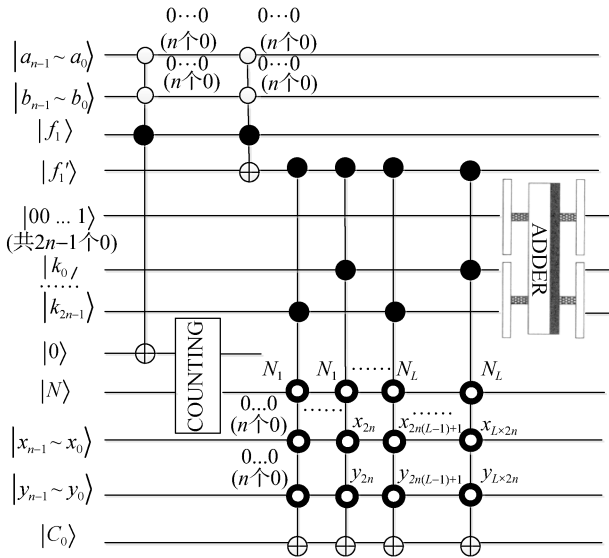 0…0
(n个0)
0…0
(n个0)
|a_{n−1} ~ a_0⟩
0…0
(n个0)
0…0
(n个0)
|b_{n−1} ~ b_0⟩
|f_1⟩
|f_1′⟩
|00 ... 1⟩
(共2n−1个0)
ADDER
|k_0⟩
……
|k_{2n−1}⟩
|0⟩
COUNTING
N_1
N_1
……
N_L
N_L
|N⟩
0...0
(n个0)
……
x_{2n}
x_{2n(L−1)+1}
……
x_{L×2n}
|x_{n−1} ~ x_0⟩
0...0
(n个0)
y_{2n}
y_{2n(L−1)+1}
y_{L×2n}
|y_{n−1} ~ y_0⟩
|C_0⟩